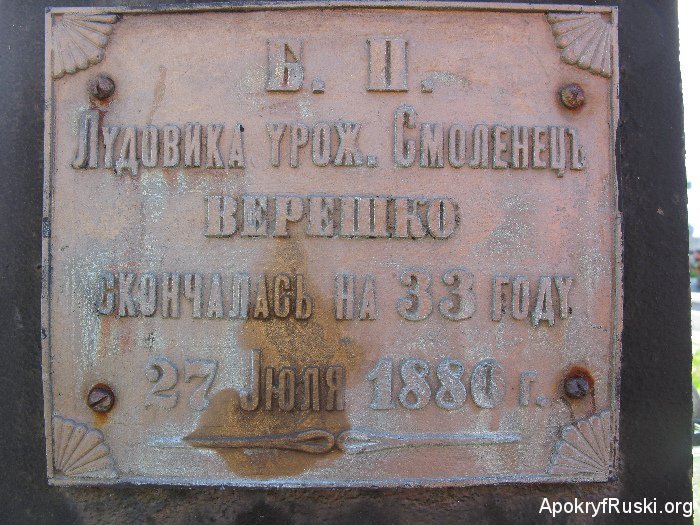 Б. П.
Лудовика урож. Смоленецъ
Верешко
скончалась на 33 году.
27 Іюля 1880 г.
ApokryfRuski.org